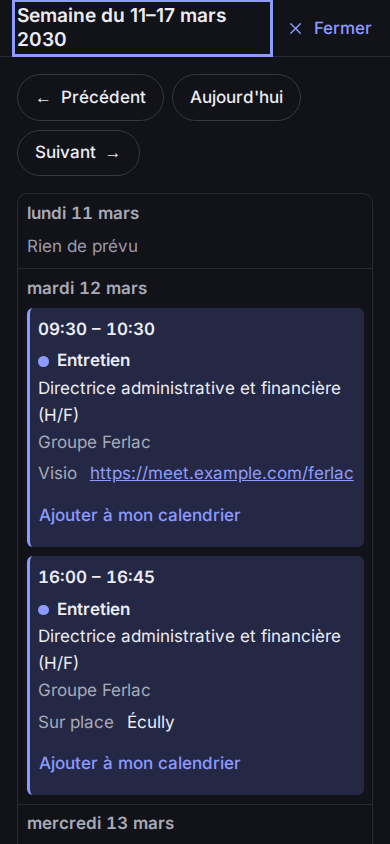 Semaine du 11–17 mars
2030
Fermer
← Précédent
Aujourd'hui
Suivant →
lundi 11 mars
Rien de prévu
mardi 12 mars
09:30 – 10:30
Entretien
Directrice administrative et financière
(H/F)
Groupe Ferlac
Visio https://meet.example.com/ferlac
Ajouter à mon calendrier
16:00 – 16:45
Entretien
Directrice administrative et financière
(H/F)
Groupe Ferlac
Sur place Écully
Ajouter à mon calendrier
mercredi 13 mars